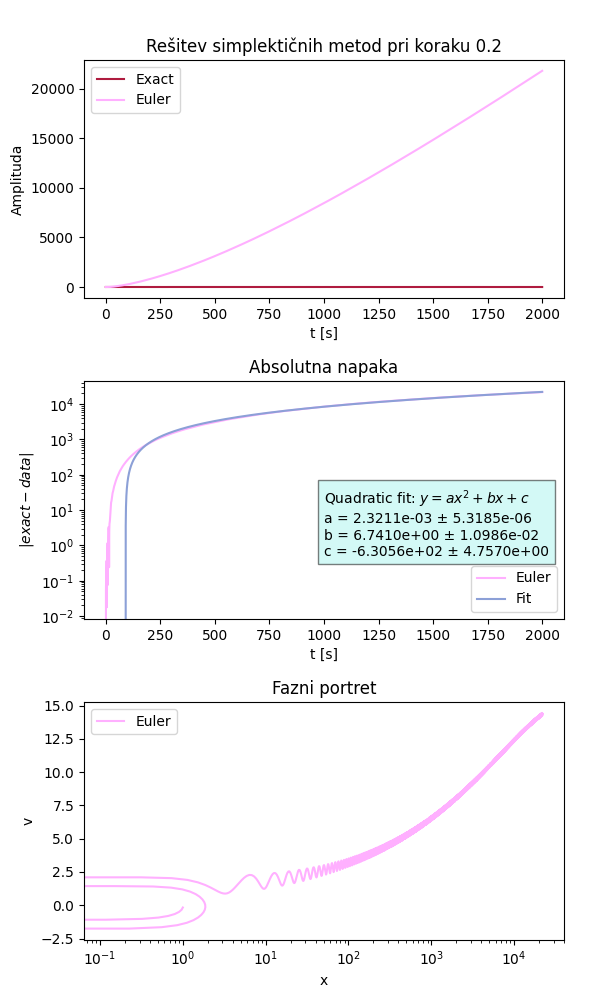 Rešitev simplektičnih metod pri koraku 0.2
Exact
Euler
Amplituda
20000
15000
10000
5000
0
0 250 500 750 1000 1250 1500 1750 2000
t [s]
Absolutna napaka
|exact − data|
10⁴
10³
10²
10¹
10⁰
10⁻¹
10⁻²
Quadratic fit: y = ax² + bx + c
a = 2.3211e-03 ± 5.3185e-06
b = 6.7410e+00 ± 1.0986e-02
c = -6.3056e+02 ± 4.7570e+00
Euler
Fit
0 250 500 750 1000 1250 1500 1750 2000
t [s]
Fazni portret
Euler
v
15.0
12.5
10.0
7.5
5.0
2.5
0.0
−2.5
10⁻¹ 10⁰ 10¹ 10² 10³ 10⁴
x